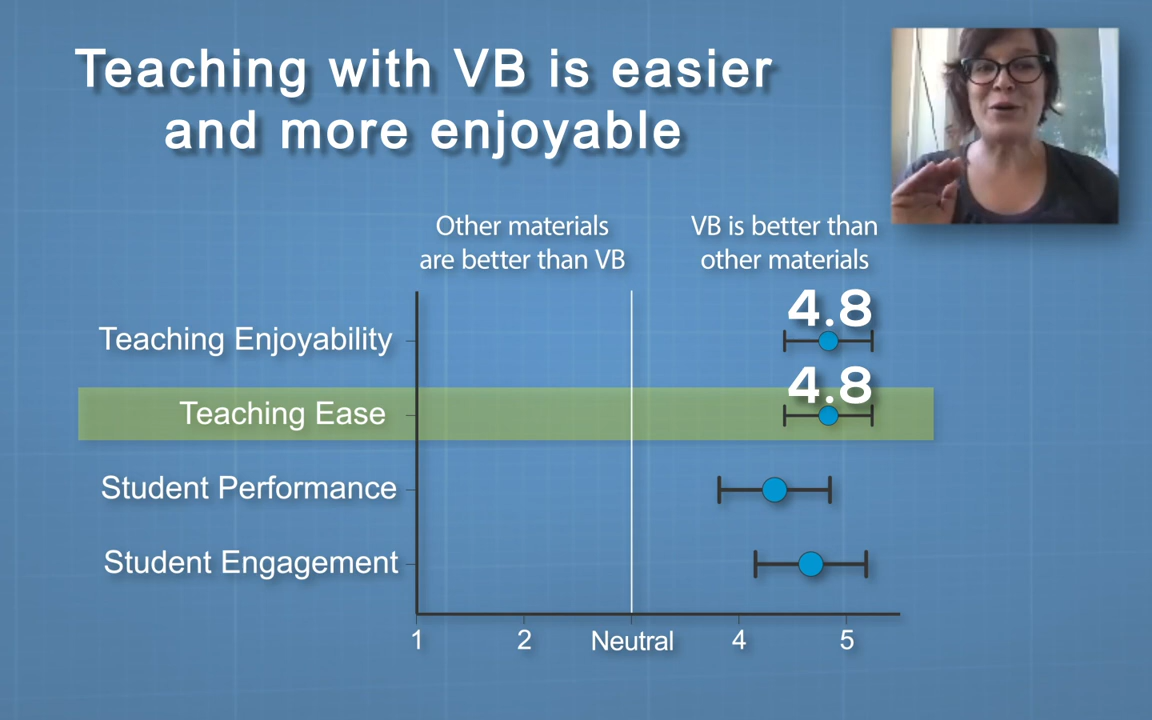 Teaching with VB is easier
and more enjoyable
Other materials
are better than VB
VB is better than
other materials
4.8
Teaching Enjoyability
4.8
Teaching Ease
Student Performance
Student Engagement
1 2 Neutral 4 5